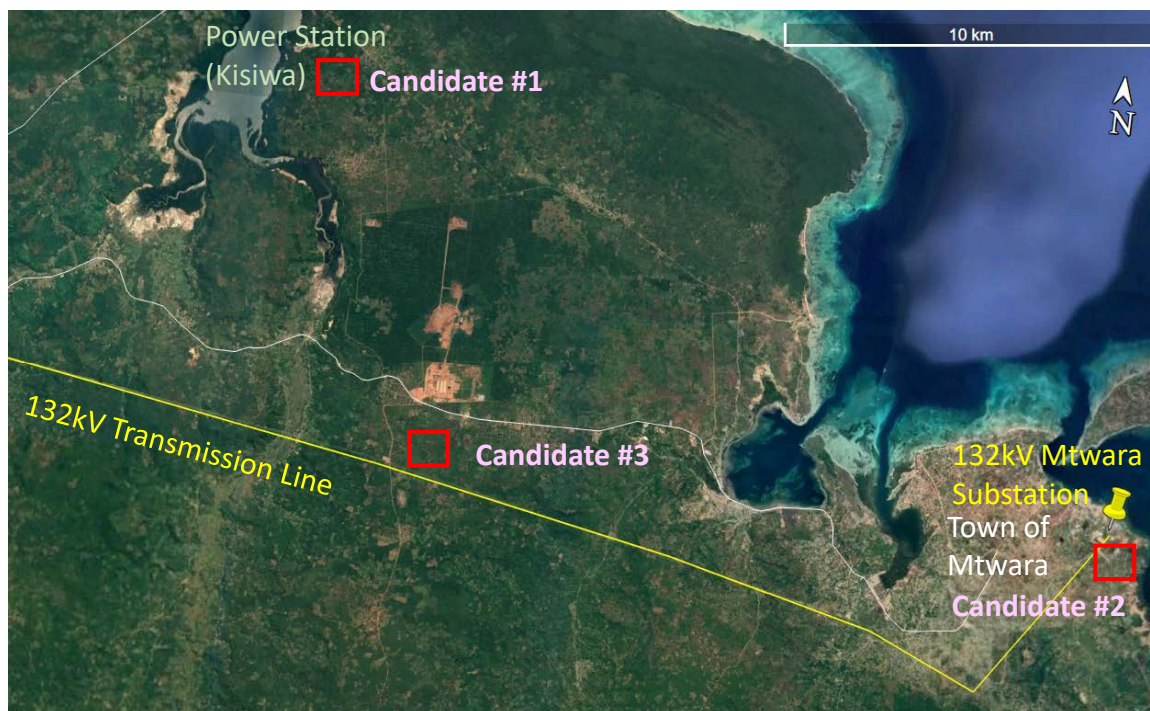 Power Station
(Kisiwa)
Candidate #1
10 km
N
132kV Transmission Line
Candidate #3
132kV Mtwara
Substation
Town of
Mtwara
Candidate #2